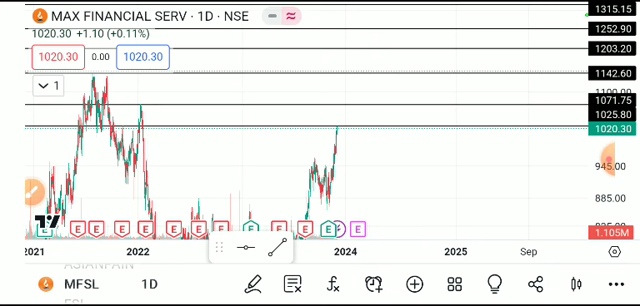 MAX FINANCIAL SERV · 1D · NSE
1020.30 +1.10 (+0.11%)
1020.30 0.00 1020.30
1
1315.15
1252.90
1203.20
1142.60
1100.00
1071.75
1025.80
1020.30
945.00
885.00
1.105M
E E E E E E E E E E E E
2021 2022 2024 2025 Sep
MFSL 1D